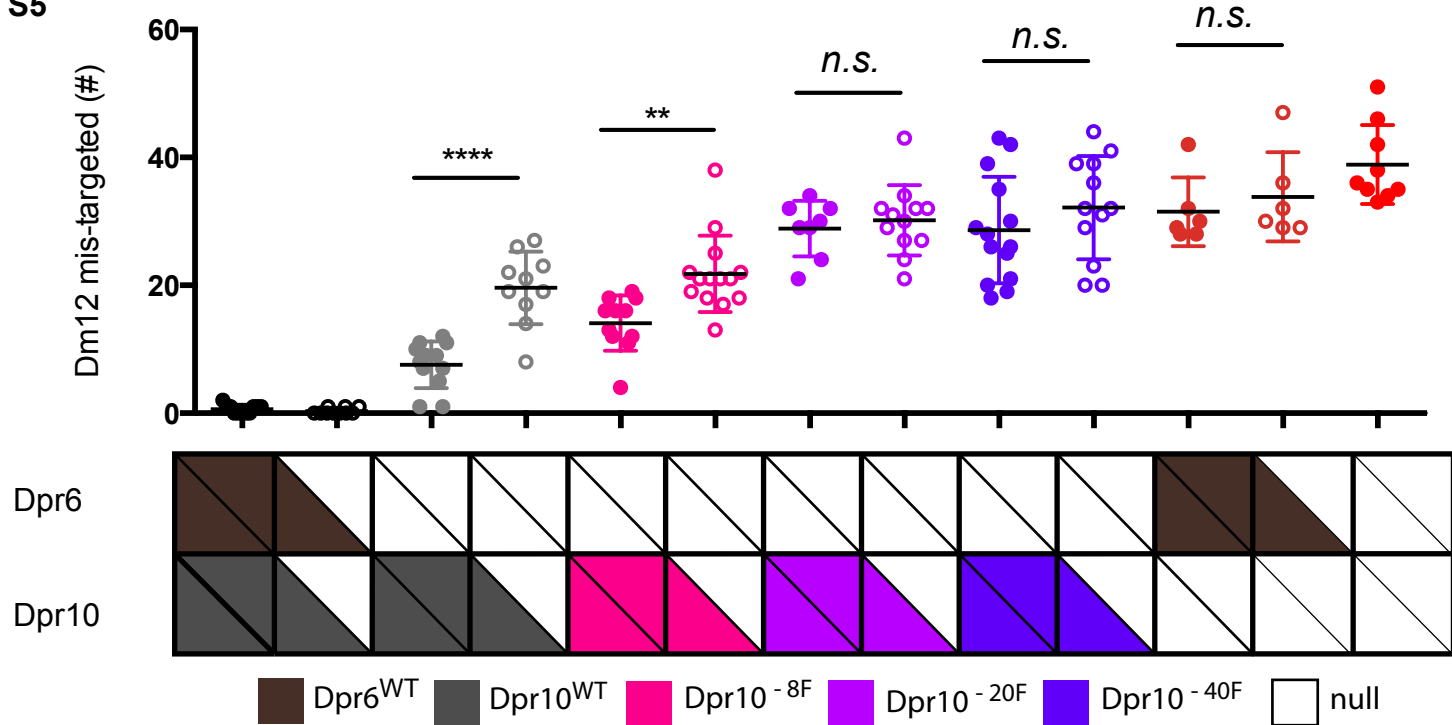 S5
Dm12 mis-targeted (#)
60
40
20
0
****
**
n.s.
n.s.
n.s.
Dpr6
Dpr10
Dpr6WT Dpr10WT Dpr10 - 8F Dpr10 - 20F Dpr10 - 40F null